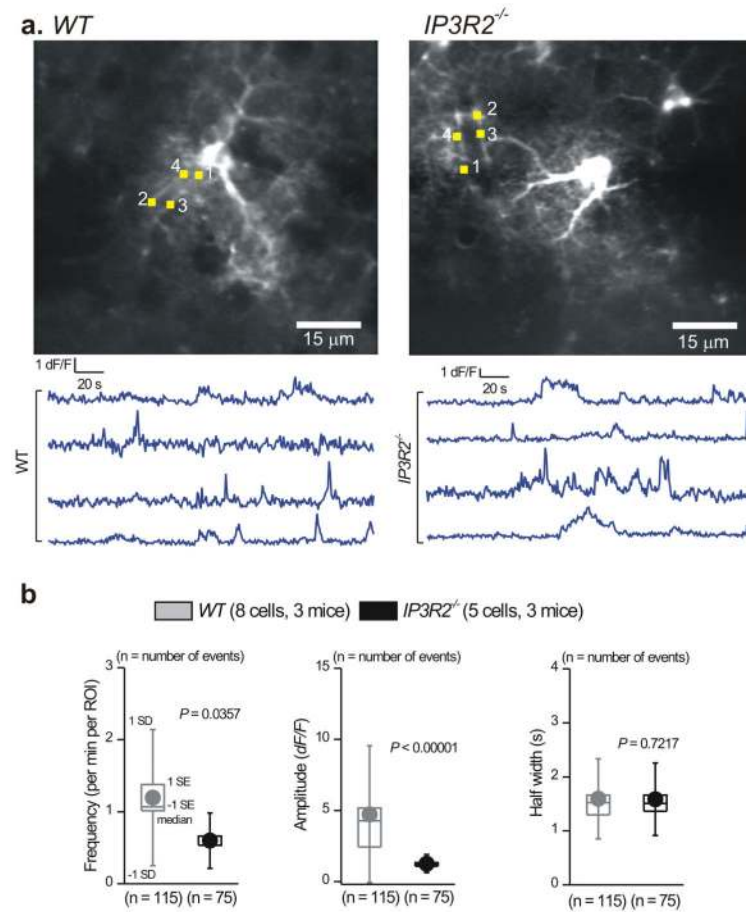 a. WT
IP3R2-/-
4
1
2
3
15 µm
2
4
3
1
15 µm
1 dF/F
20 s
WT
1 dF/F
20 s
IP3R2-/-
b
WT (8 cells, 3 mice)
IP3R2-/- (5 cells, 3 mice)
(n = number of events)
Frequency (per min per ROI)
3
2
1
0
1 SD
P = 0.0357
1 SE
-1 SE
median
-1 SD
(n = 115) (n = 75)
(n = number of events)
Amplitude (dF/F)
15
10
5
0
P < 0.00001
(n = 115) (n = 75)
(n = number of events)
Half width (s)
4
3
2
1
0
P = 0.7217
(n = 115) (n = 75)